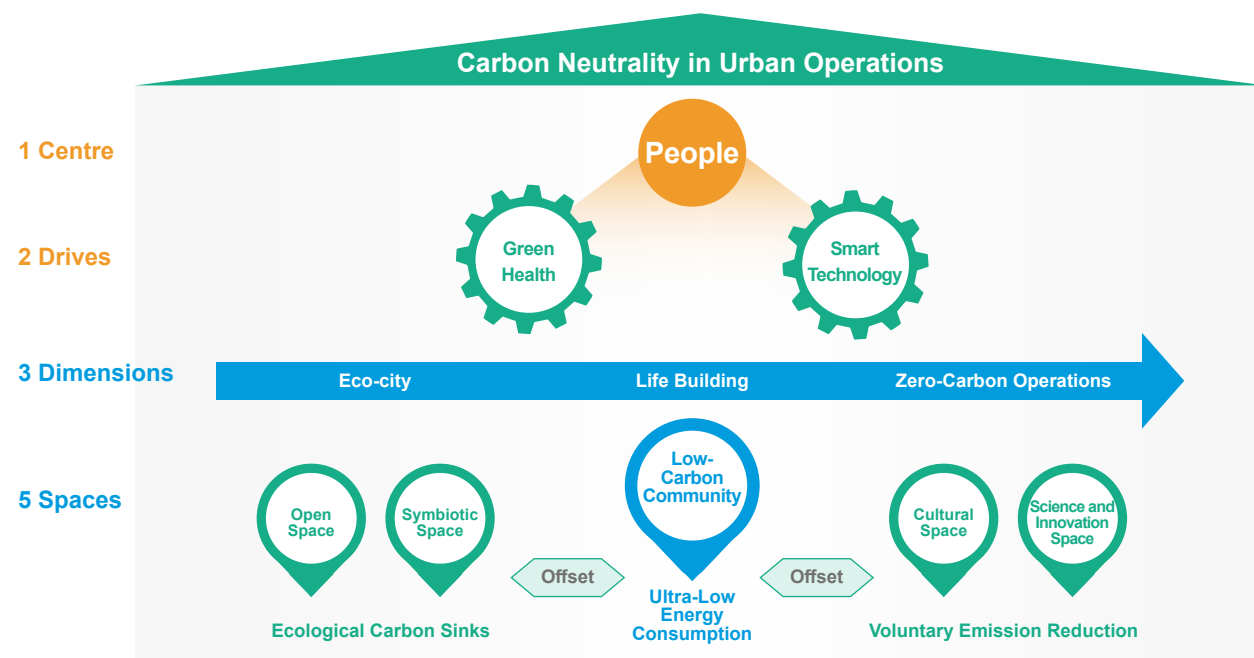 Carbon Neutrality in Urban Operations
1 Centre
People
2 Drives
Green
Health
Smart
Technology
3 Dimensions
Eco-city
Life Building
Zero-Carbon Operations
5 Spaces
Open
Space
Symbiotic
Space
Low-
Carbon
Community
Cultural
Space
Science and
Innovation
Space
Offset
Offset
Ecological Carbon Sinks
Ultra-Low
Energy
Consumption
Voluntary Emission Reduction